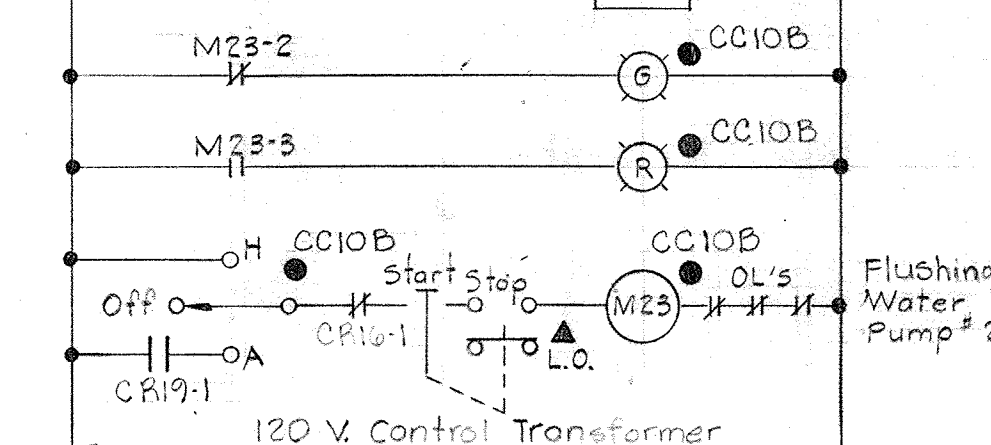 M23-2
CC10B
G
M23-3
CC10B
R
H
CC10B
CC10B
Start Stop
OL's
Off
M23
CR16-1
L.O.
A
CR19-1
Flushing
Water
Pump #
120 V. Control Transformer